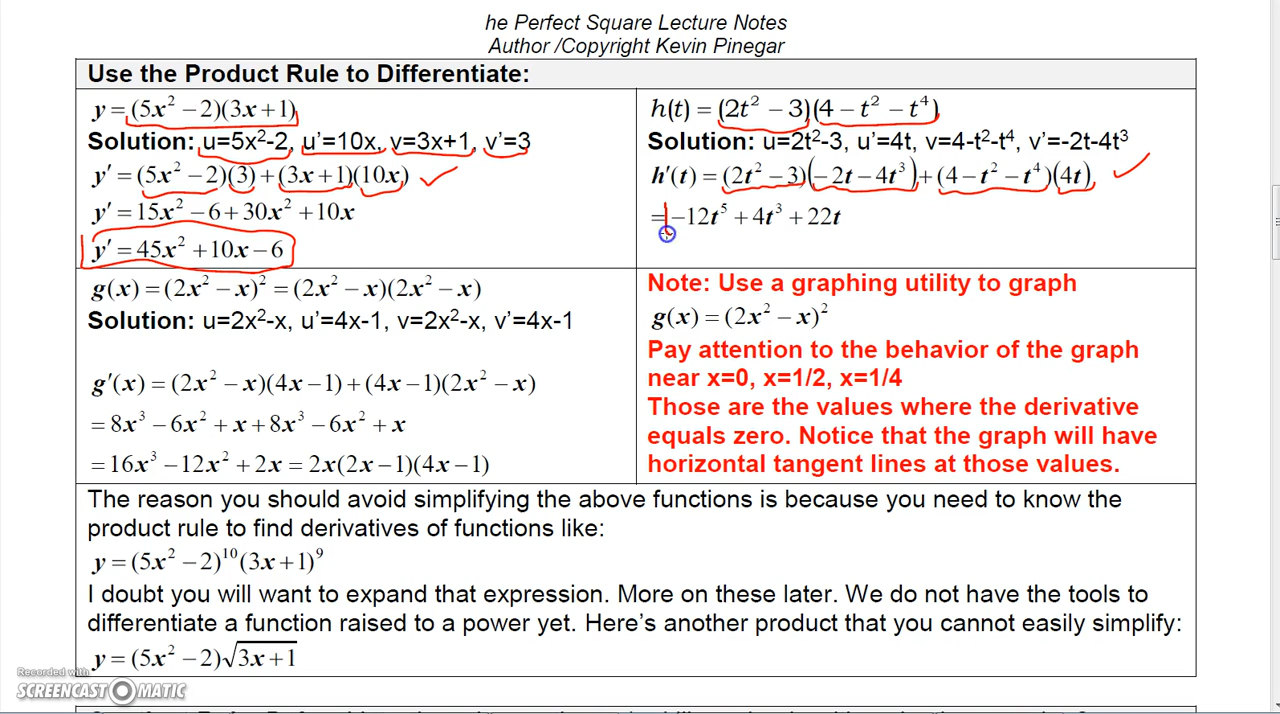 he Perfect Square Lecture Notes
Author /Copyright Kevin Pinegar
Use the Product Rule to Differentiate:
y = (5x² − 2)(3x + 1)
Solution: u=5x²-2, u’=10x, v=3x+1, v’=3
y′ = (5x² − 2)(3) + (3x + 1)(10x)
y′ = 15x² − 6 + 30x² + 10x
y′ = 45x² + 10x − 6
h(t) = (2t² − 3)(4 − t² − t⁴)
Solution: u=2t²-3, u’=4t, v=4-t²-t⁴, v’=-2t-4t³
h′(t) = (2t² − 3)(−2t − 4t³) + (4 − t² − t⁴)(4t)
= −12t⁵ + 4t³ + 22t
g(x) = (2x² − x)² = (2x² − x)(2x² − x)
Solution: u=2x²-x, u’=4x-1, v=2x²-x, v’=4x-1
g′(x) = (2x² − x)(4x − 1) + (4x − 1)(2x² − x)
= 8x³ − 6x² + x + 8x³ − 6x² + x
= 16x³ − 12x² + 2x = 2x(2x − 1)(4x − 1)
Note: Use a graphing utility to graph
g(x) = (2x² − x)²
Pay attention to the behavior of the graph
near x=0, x=1/2, x=1/4
Those are the values where the derivative
equals zero. Notice that the graph will have
horizontal tangent lines at those values.
The reason you should avoid simplifying the above functions is because you need to know the
product rule to find derivatives of functions like:
y = (5x² − 2)¹⁰(3x + 1)⁹
I doubt you will want to expand that expression. More on these later. We do not have the tools to
differentiate a function raised to a power yet. Here’s another product that you cannot easily simplify:
y = (5x² − 2)√(3x + 1)
Recorded with
SCREENCAST-O-MATIC